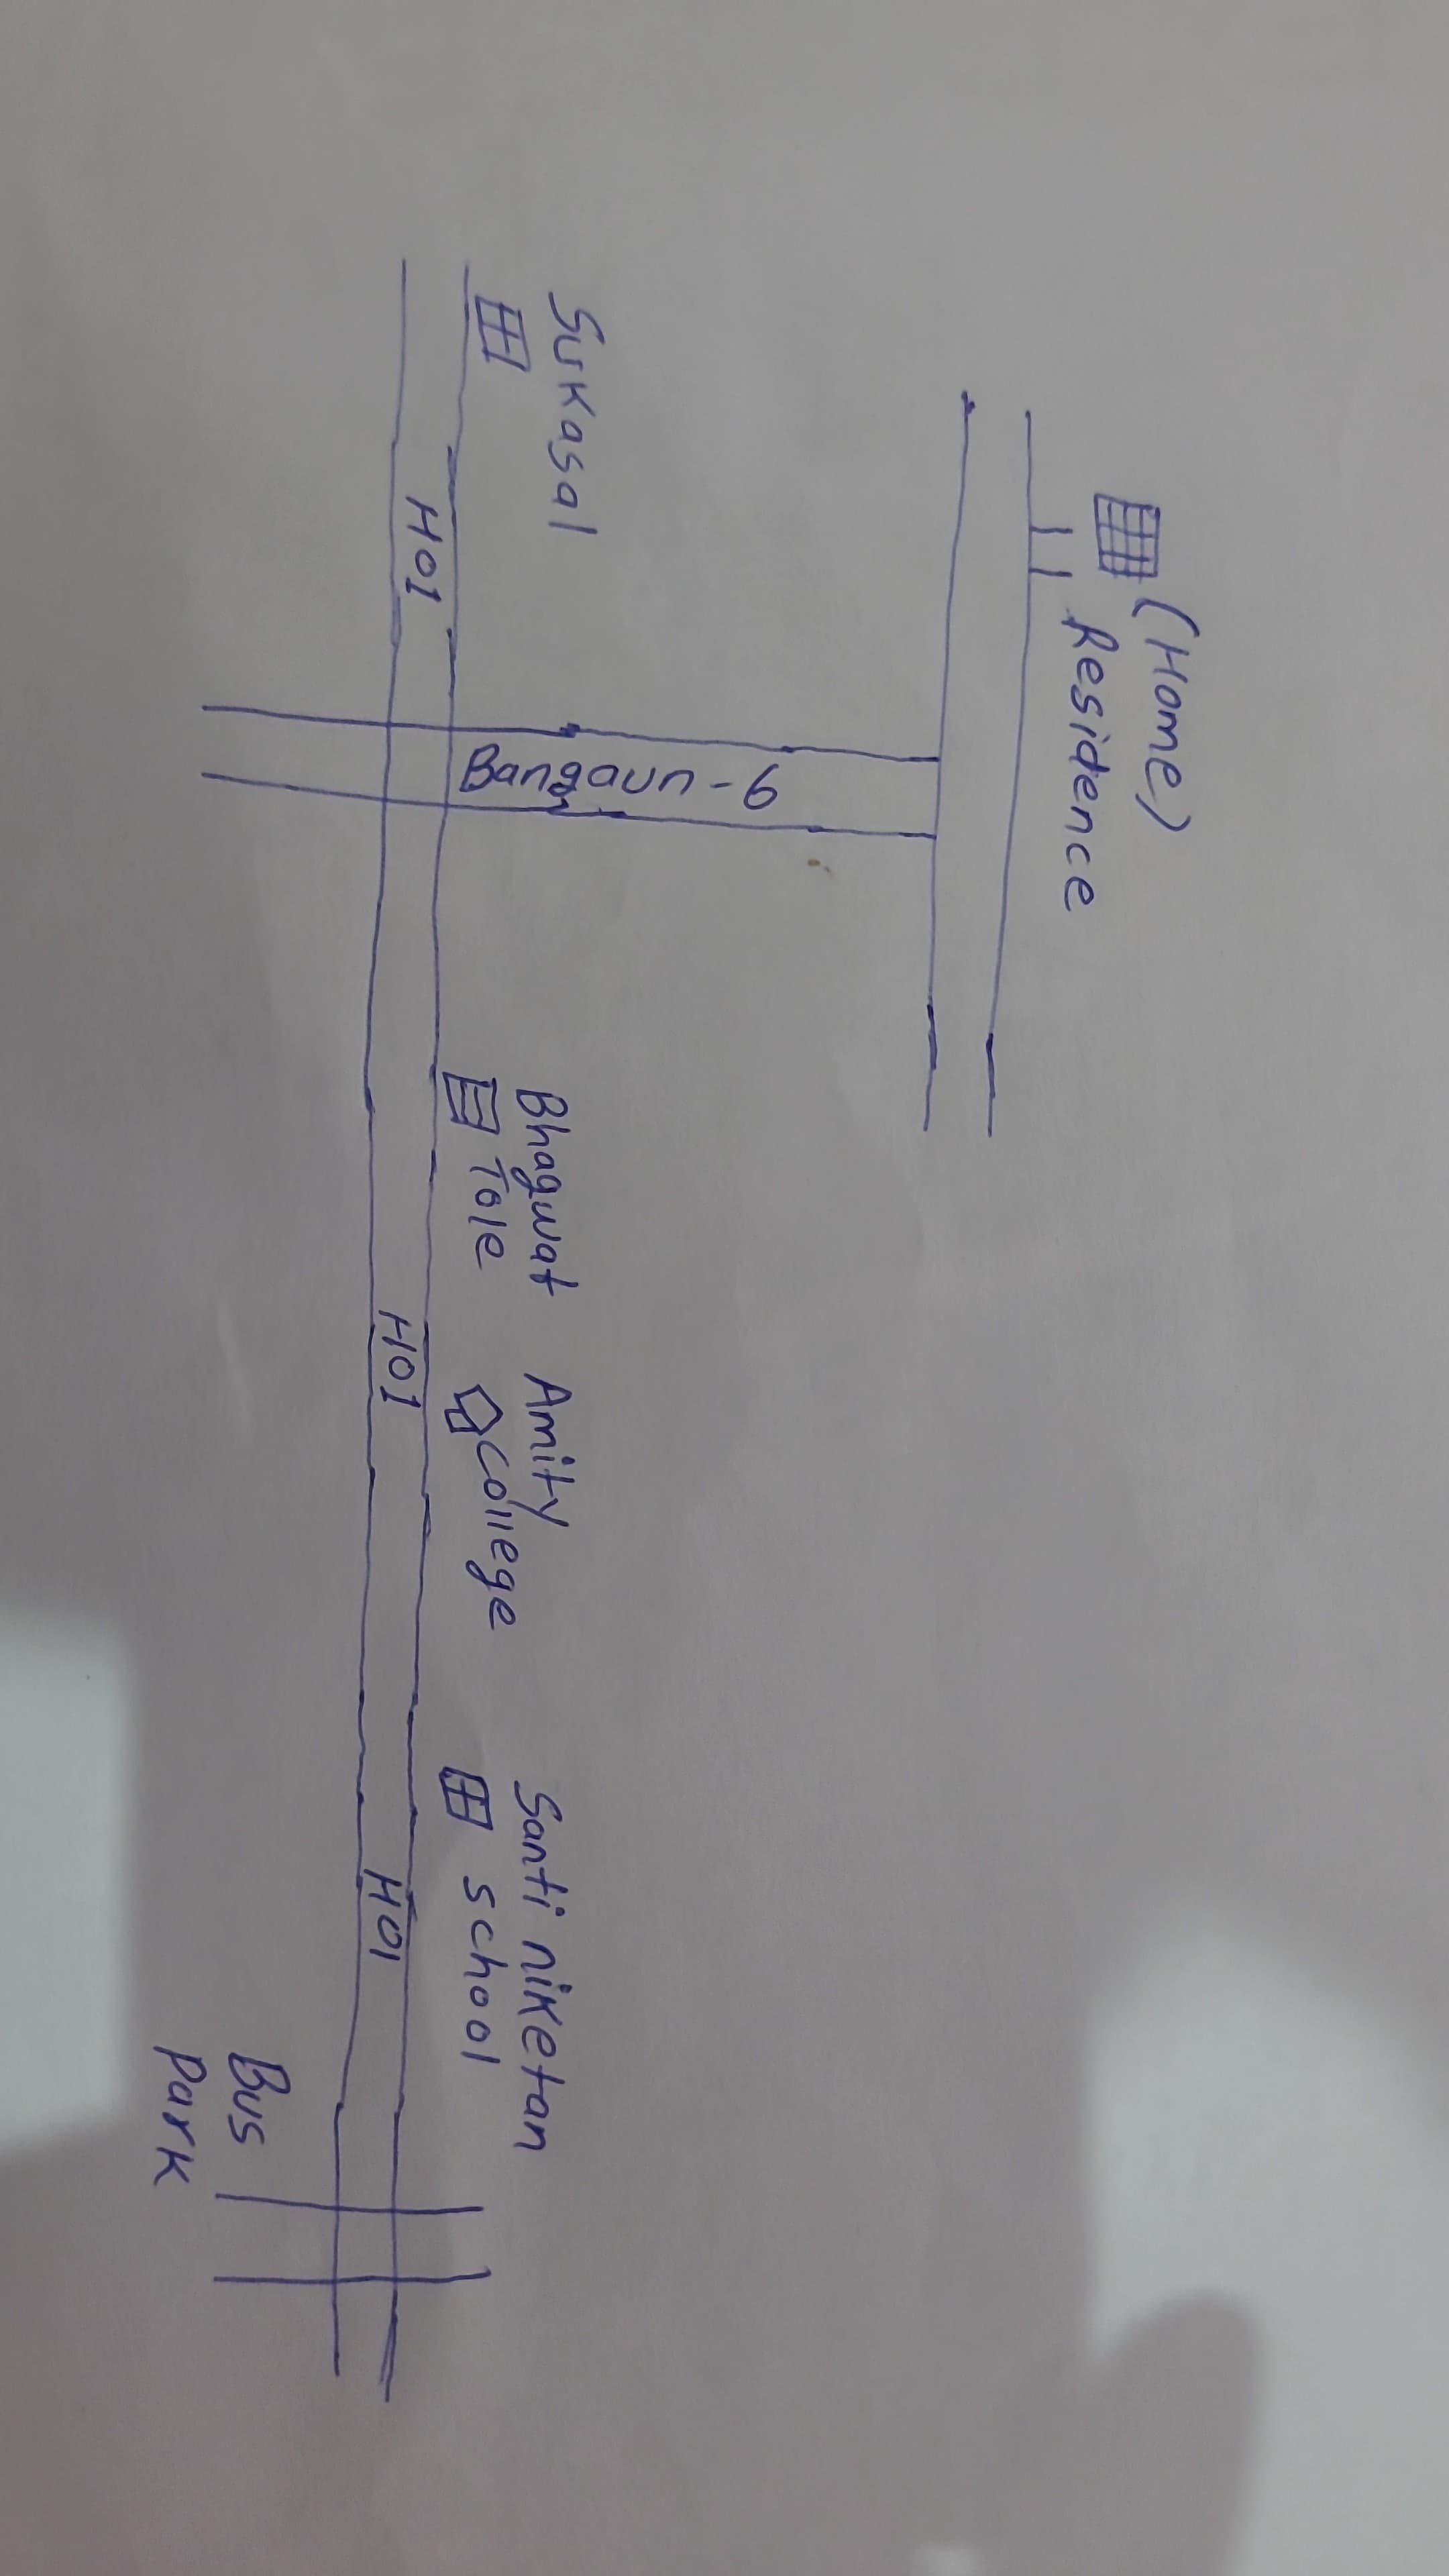 (Home)
Residence
Bangaun-6
Sukasal
Bhagwat
Tole
Amity
college
Santi niketan
school
H01
H01
H01
Bus
Park